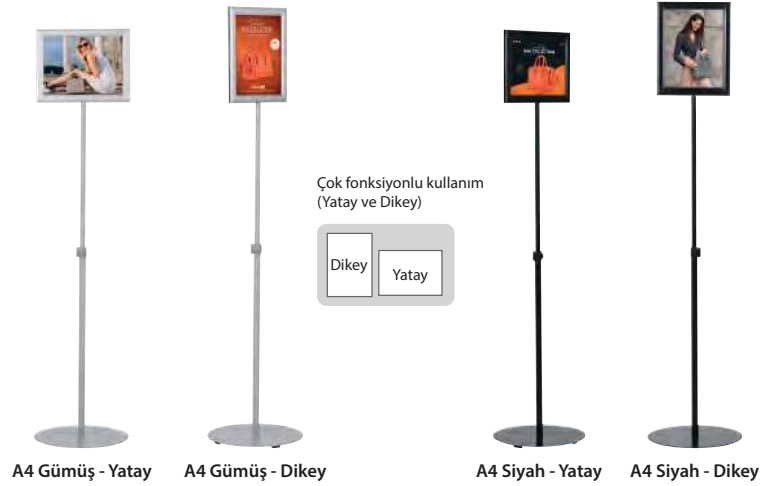 Çok fonksiyonlu kullanım
(Yatay ve Dikey)
Dikey
Yatay
A4 Gümüş - Yatay
A4 Gümüş - Dikey
A4 Siyah - Yatay
A4 Siyah - Dikey